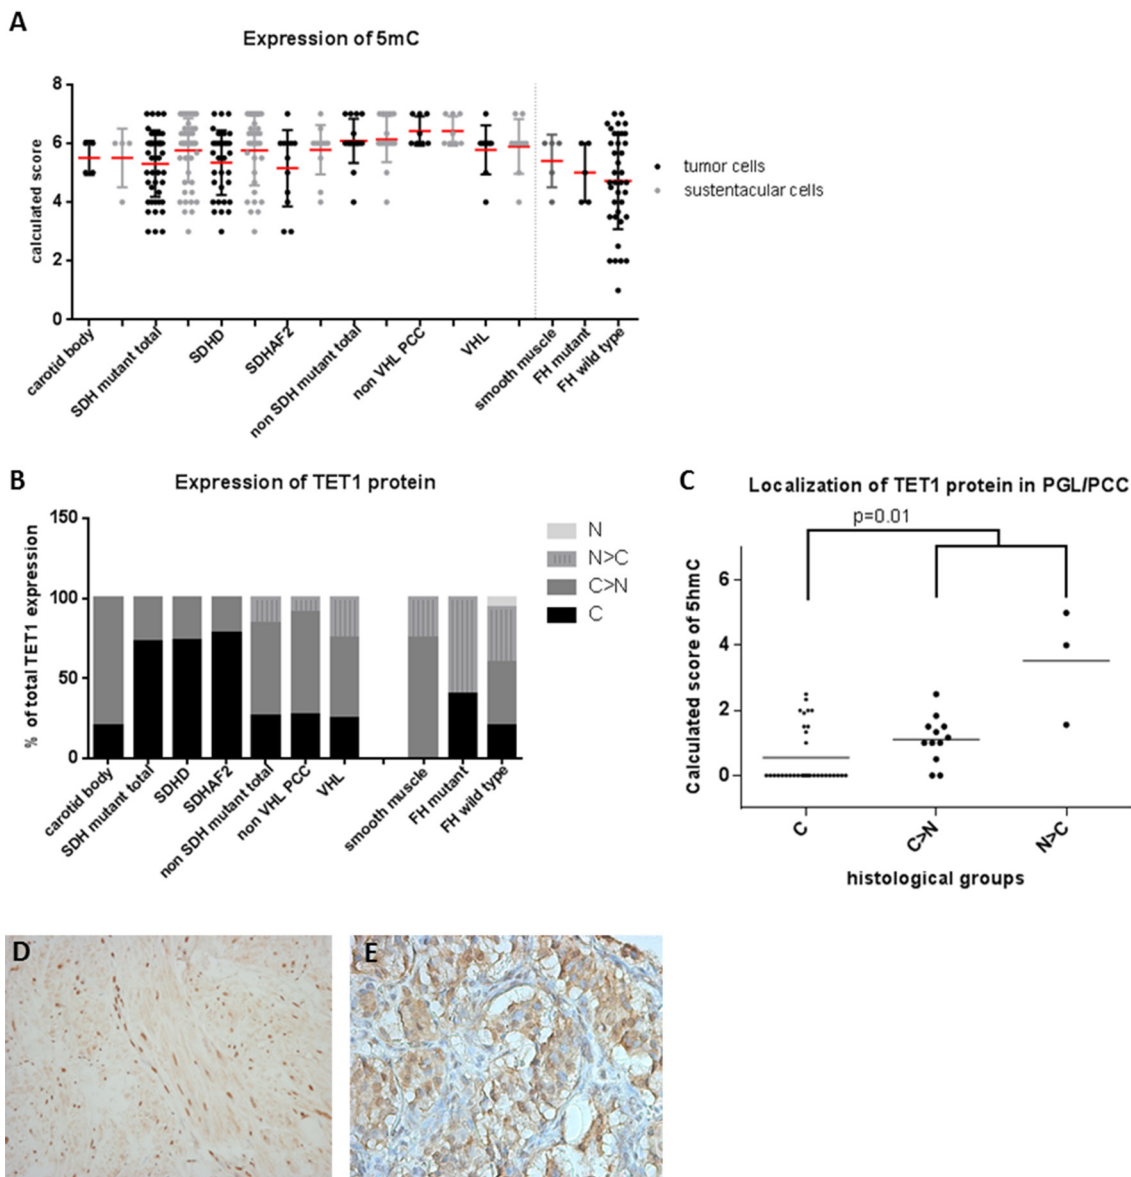 A
Expression of 5mC
calculated score
8
6
4
2
0
carotid body
SDH mutant total
SDHD
SDHAF2
non SDH mutant total
non VHL PCC
VHL
smooth muscle
FH mutant
FH wild type
tumor cells
sustentacular cells
B
Expression of TET1 protein
% of total TET1 expression
150
100
50
0
carotid body
SDH mutant total
SDHD
SDHAF2
non SDH mutant total
non VHL PCC
VHL
smooth muscle
FH mutant
FH wild type
N
N>C
C>N
C
C
Localization of TET1 protein in PGL/PCC
p=0.01
Calculated score of 5hmC
6
4
2
0
C
C>N
N>C
histological groups
D
E